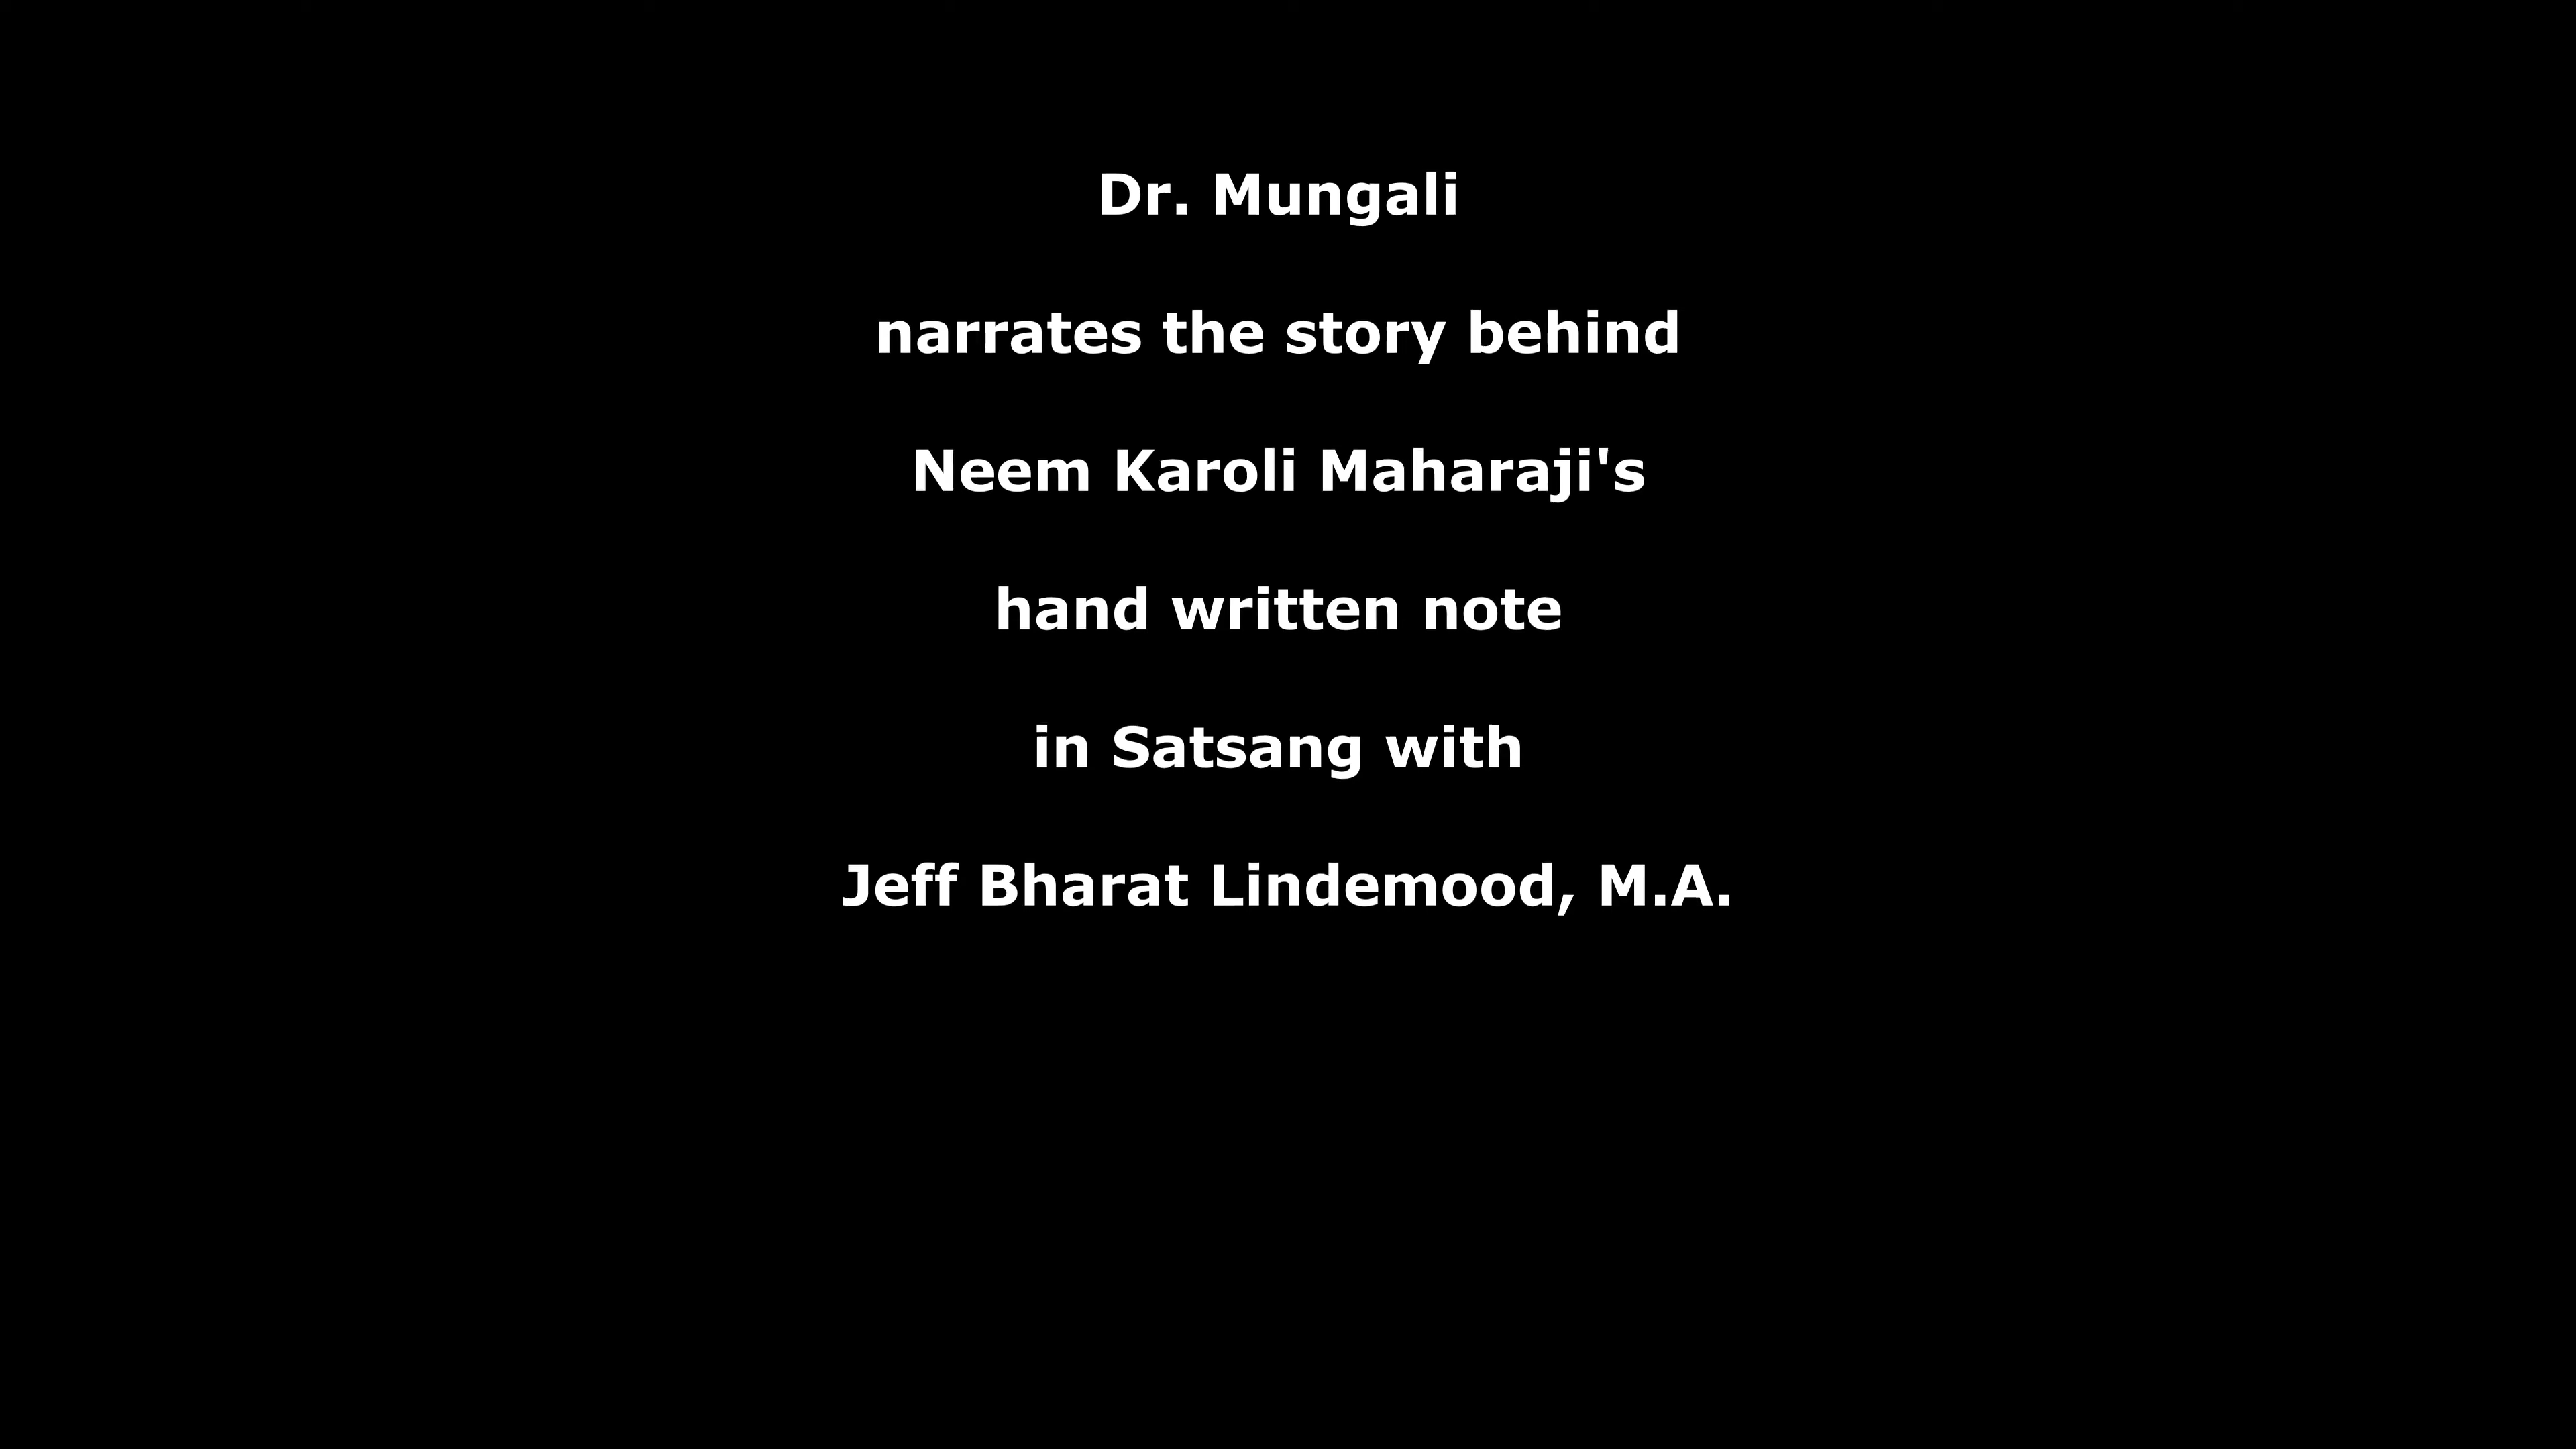 Dr. Mungali
narrates the story behind
Neem Karoli Maharaji's
hand written note
in Satsang with
Jeff Bharat Lindemood, M.A.